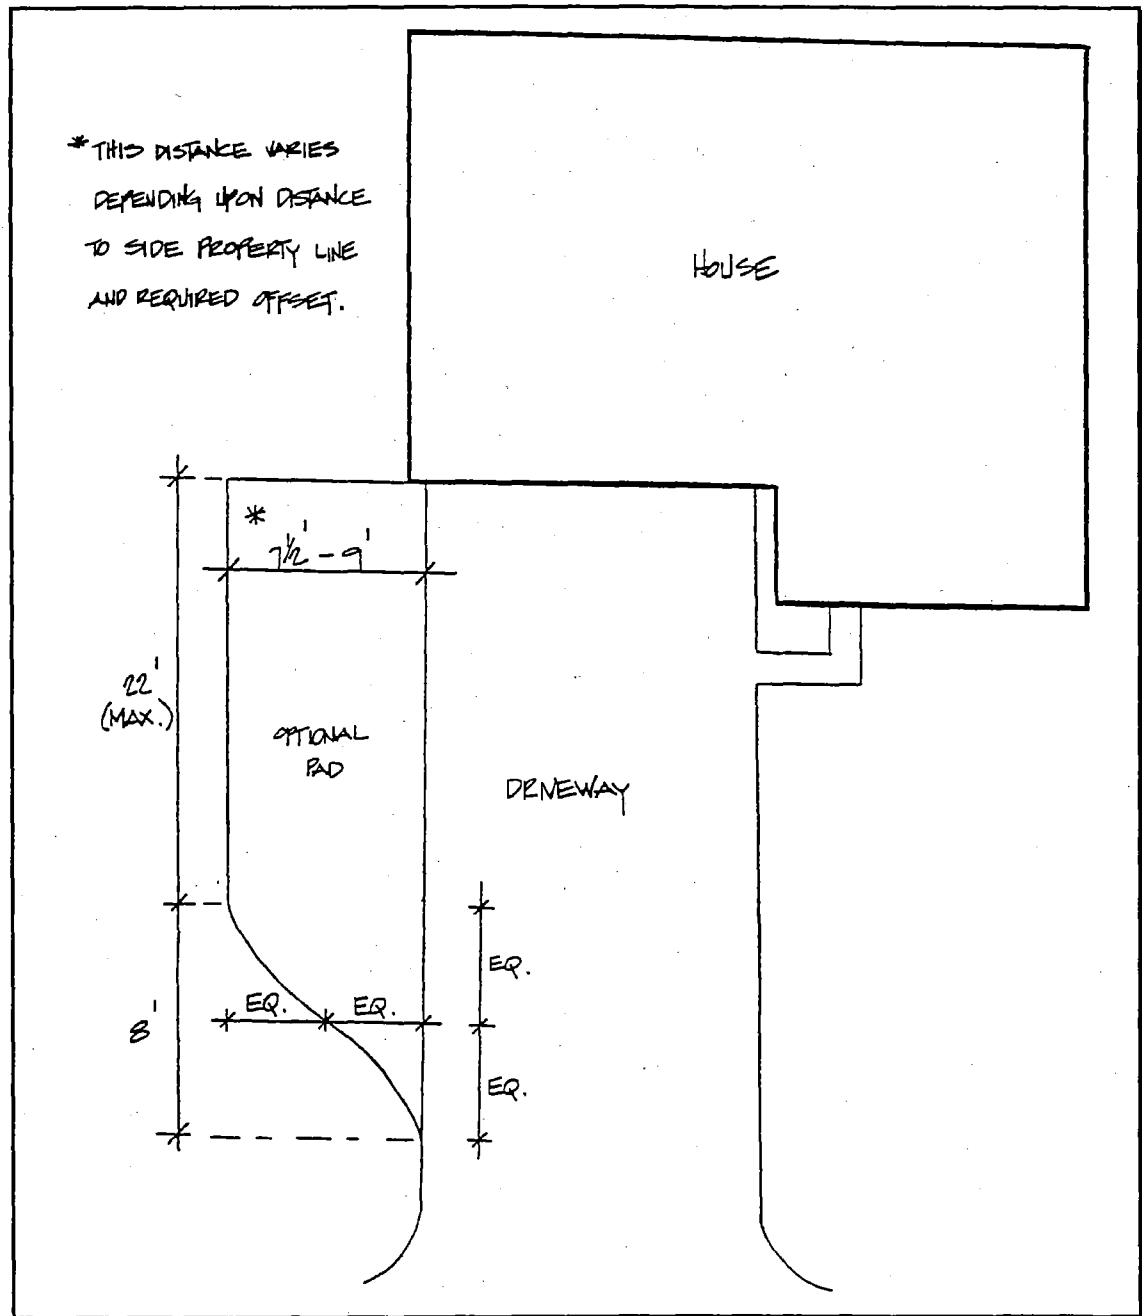 * THIS DISTANCE VARIES
DEPENDING UPON DISTANCE
TO SIDE PROPERTY LINE
AND REQUIRED OFFSET.
HOUSE
*
7½' - 9'
22'
(MAX.)
OPTIONAL
PAD
DRIVEWAY
EQ.
EQ. EQ.
8'
EQ.